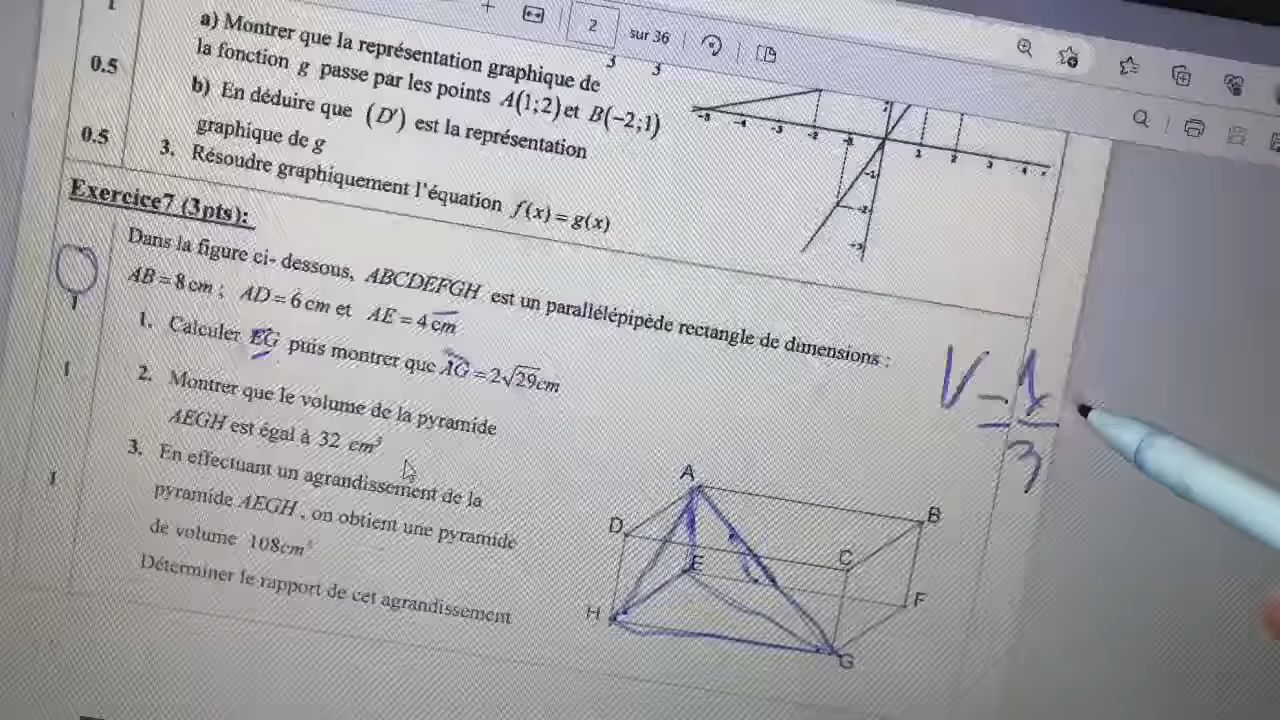 2 sur 36
1
a) Montrer que la représentation graphique de
la fonction g passe par les points A(1;2) et B(−2;1)
0.5
b) En déduire que (D') est la représentation
graphique de g
0.5
3. Résoudre graphiquement l'équation f(x) = g(x)
Exercice7 (3pts):
Dans la figure ci- dessous, ABCDEFGH est un parallélépipède rectangle de dimensions :
AB = 8 cm ; AD = 6 cm et AE = 4 cm
1
1. Calculer EG puis montrer que AG = 2√29 cm
1
2. Montrer que le volume de la pyramide
AEGH est égal à 32 cm³
1
3. En effectuant un agrandissement de la
pyramide AEGH, on obtient une pyramide
de volume 108cm³
Déterminer le rapport de cet agrandissement
V = 1/3
A
B
D
C
E
F
H
G